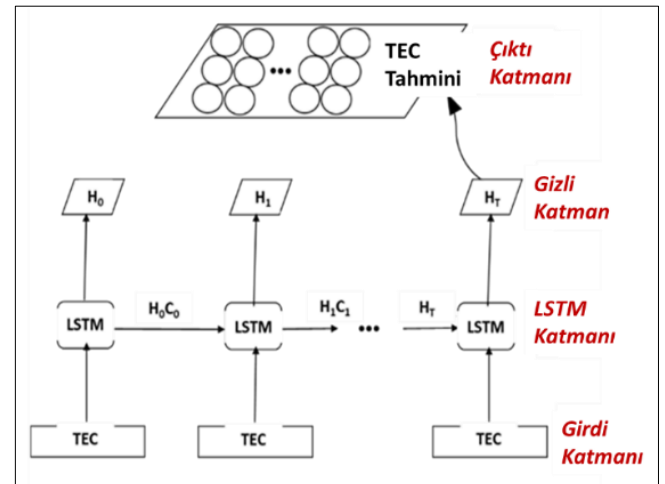 TEC
Tahmini
Çıktı
Katmanı
H0
H1
HT
Gizli
Katman
LSTM
H0C0
LSTM
H1C1
•••
HT
LSTM
LSTM
Katmanı
TEC
TEC
TEC
Girdi
Katmanı